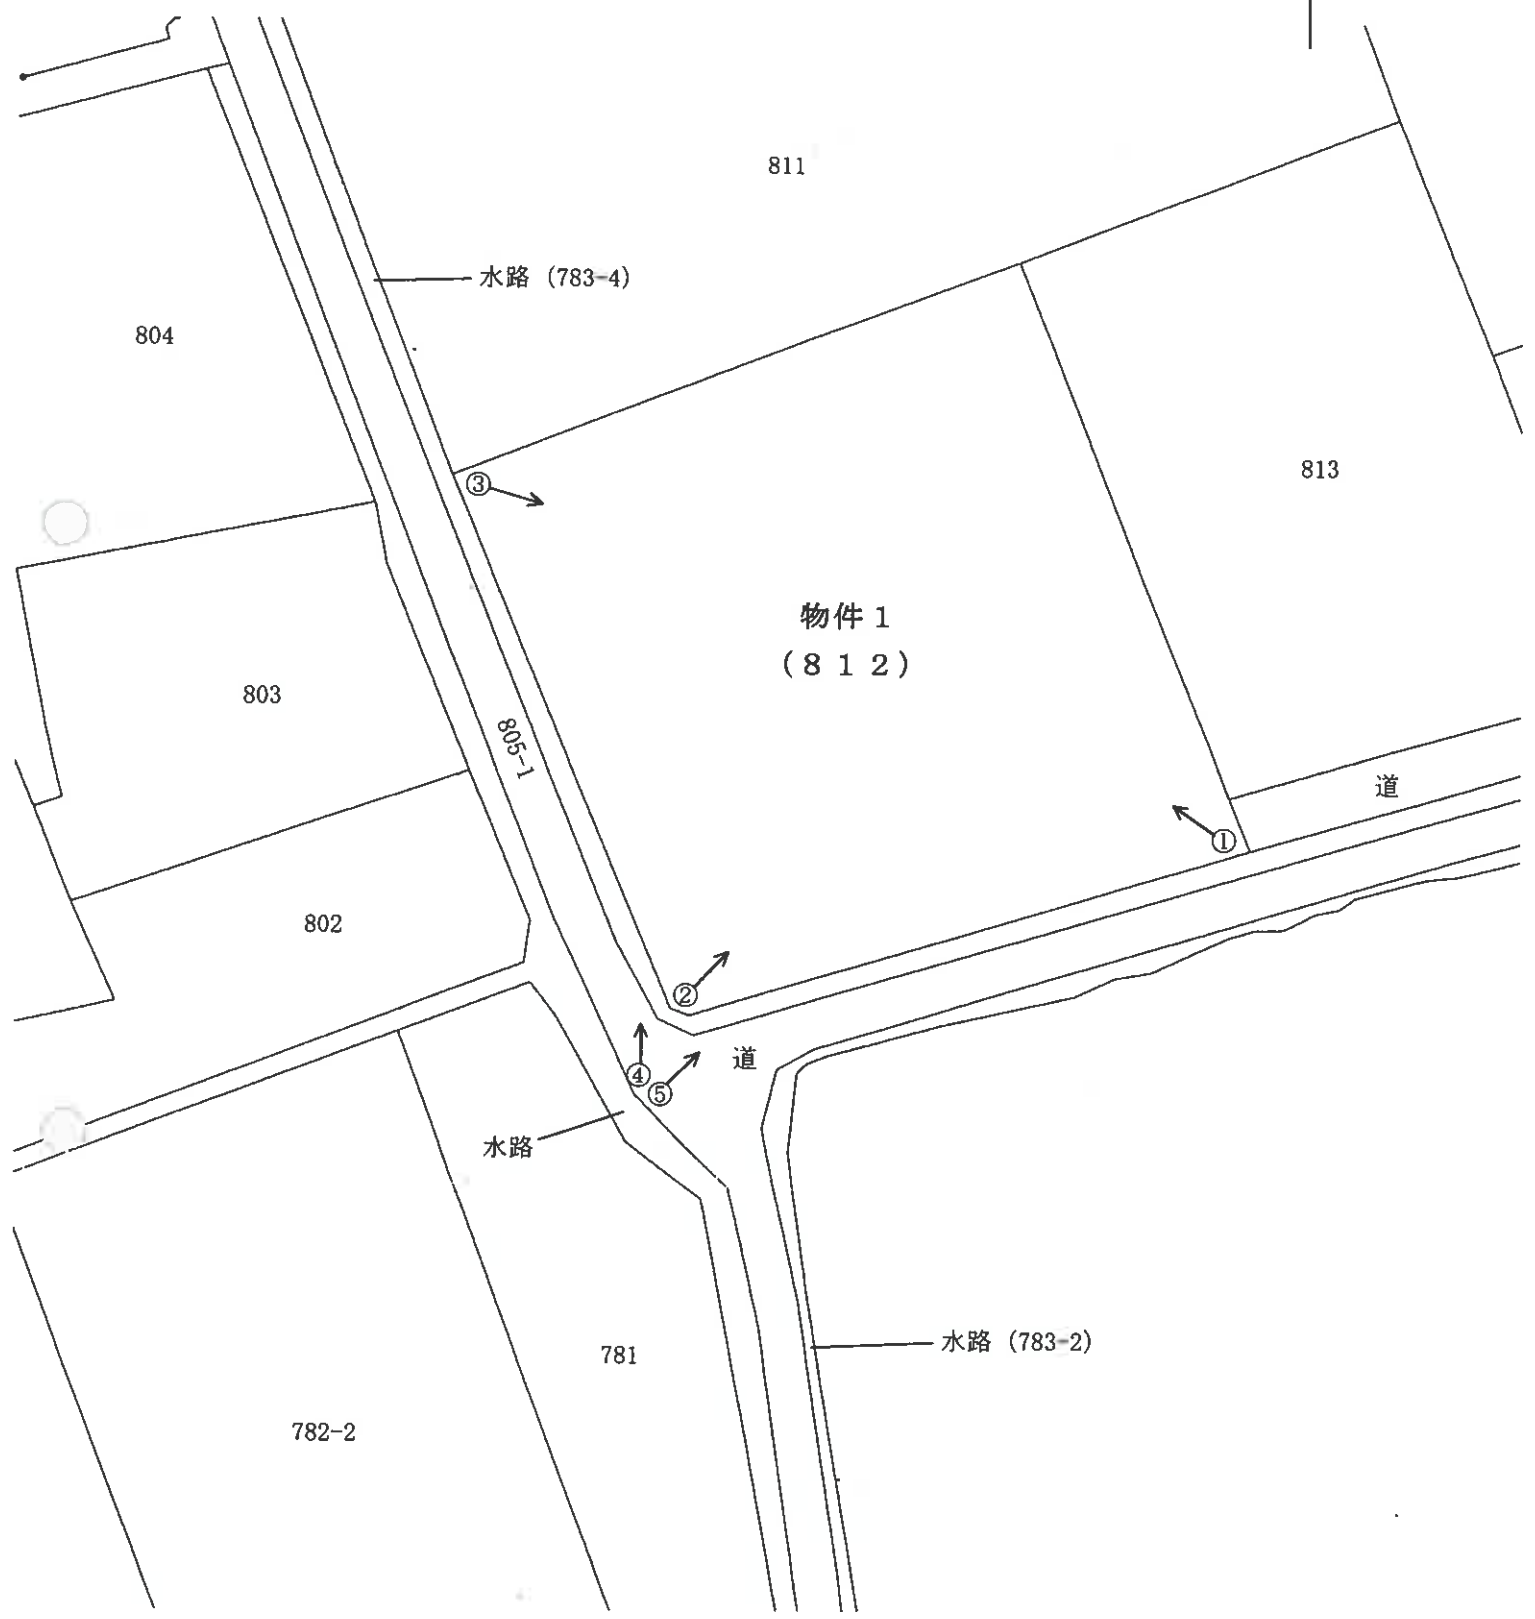 811
水路 (783-4)
804
813
③
物件１
(８１２)
803
805-1
道
①
802
②
道
④
⑤
水路
水路 (783-2)
781
782-2